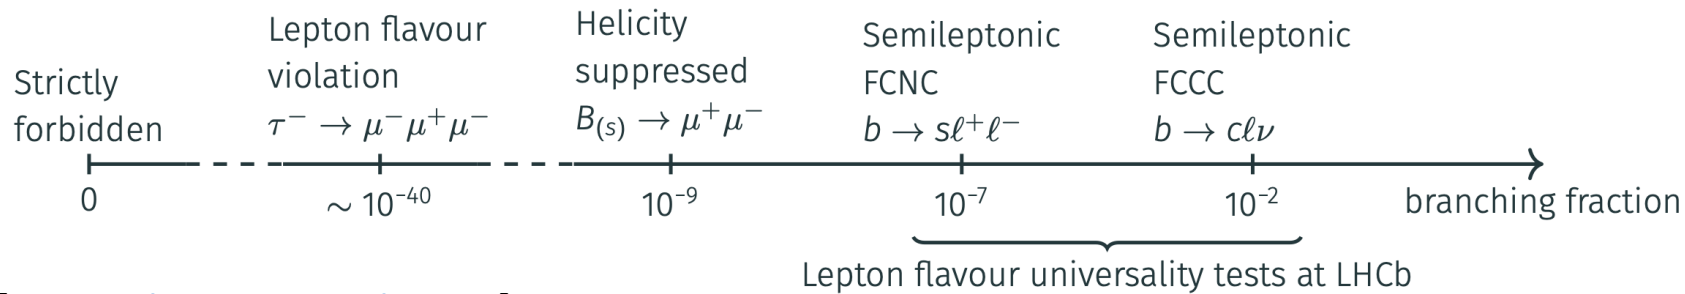 Strictly
forbidden
Lepton flavour
violation
τ⁻ → μ⁻μ⁺μ⁻
Helicity
suppressed
B₍ₛ₎ → μ⁺μ⁻
Semileptonic
FCNC
b → sℓ⁺ℓ⁻
Semileptonic
FCCC
b → cℓν
0
∼ 10⁻⁴⁰
10⁻⁹
10⁻⁷
10⁻²
branching fraction
Lepton flavour universality tests at LHCb